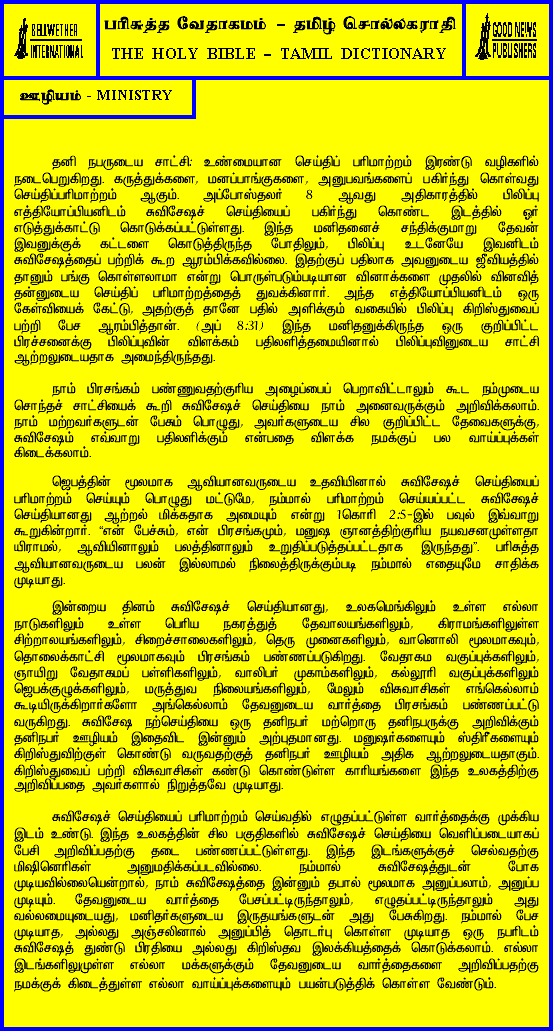 BELLWETHER
INTERNATIONAL
பரிசுத்த வேதாகமம் – தமிழ் சொல்லகராதி
THE HOLY BIBLE – TAMIL DICTIONARY
GOOD NEWS
PUBLISHERS
ஊழியம் - MINISTRY
தனி நபருடைய சாட்சி: உண்மையான செய்திப் பரிமாற்றம் இரண்டு வழிகளில்
நடைபெறுகிறது. கருத்துக்களை, மனப்பாங்குகளை, அனுபவங்களைப் பகிர்ந்து கொள்வது
செய்திப்பரிமாற்றம் ஆகும். அப்போஸ்தலர் 8 ஆவது அதிகாரத்தில் பிலிப்பு
எத்தியோப்பியனிடம் சுவிசேஷச் செய்தியைப் பகிர்ந்து கொண்ட இடத்தில் ஓர்
எடுத்துக்காட்டு கொடுக்கப்பட்டுள்ளது. இந்த மனிதனைச் சந்திக்குமாறு தேவன்
இவனுக்குக் கட்டளை கொடுத்திருந்த போதிலும், பிலிப்பு உடனேயே இவனிடம்
சுவிசேஷத்தைப் பற்றிக் கூற ஆரம்பிக்கவில்லை. இதற்குப் பதிலாக அவனுடைய ஜீவியத்தில்
தானும் பங்கு கொள்ளலாமா என்று பொருள்படும்படியான வினாக்களை முதலில் வினவித்
தன்னுடைய செய்திப் பரிமாற்றத்தைத் துவக்கினார். அந்த எத்தியோப்பியனிடம் ஒரு
கேள்வியைக் கேட்டு, அதற்குத் தானே பதில் அளிக்கும் வகையில் பிலிப்பு கிறிஸ்துவைப்
பற்றி பேச ஆரம்பித்தான். (அப் 8:31) இந்த மனிதனுக்கிருந்த ஒரு குறிப்பிட்ட
பிரச்சனைக்கு பிலிப்புவின் விளக்கம் பதிலளித்தமையினால் பிலிப்புவினுடைய சாட்சி
ஆற்றலுடையதாக அமைந்திருந்தது.
நாம் பிரசங்கம் பண்ணுவதற்குரிய அழைப்பைப் பெறாவிட்டாலும் கூட நம்முடைய
சொந்தச் சாட்சியைக் கூறி சுவிசேஷச் செய்தியை நாம் அனைவருக்கும் அறிவிக்கலாம்.
நாம் மற்றவர்களுடன் பேசும் பொழுது, அவர்களுடைய சில குறிப்பிட்ட தேவைகளுக்கு,
சுவிசேஷம் எவ்வாறு பதிலளிக்கும் என்பதை விளக்க நமக்குப் பல வாய்ப்புக்கள்
கிடைக்கலாம்.
ஜெபத்தின் மூலமாக ஆவியானவருடைய உதவியினால் சுவிசேஷச் செய்தியைப்
பரிமாற்றம் செய்யும் பொழுது மட்டுமே, நம்மால் பரிமாற்றம் செய்யப்பட்ட சுவிசேஷச்
செய்தியானது ஆற்றல் மிக்கதாக அமையும் என்று 1கொரி 2:5-இல் பவுல் இவ்வாறு
கூறுகின்றார். “என் பேச்சும், என் பிரசங்கமும், மனுஷ ஞானத்திற்குரிய நயவசனமுள்ளதா
யிராமல், ஆவியினாலும் பலத்தினாலும் உறுதிப்படுத்தப்பட்டதாக இருந்தது”. பரிசுத்த
ஆவியானவருடைய பலன் இல்லாமல் நிலைத்திருக்கும்படி நம்மால் எதையுமே சாதிக்க
முடியாது.
இன்றைய தினம் சுவிசேஷச் செய்தியானது, உலகமெங்கிலும் உள்ள எல்லா
நாடுகளிலும் உள்ள பெரிய நகரத்துத் தேவாலயங்களிலும், கிராமங்களிலுள்ள
சிற்றாலயங்களிலும், சிறைச்சாலைகளிலும், தெரு முனைகளிலும், வானொலி மூலமாகவும்,
தொலைக்காட்சி மூலமாகவும் பிரசங்கம் பண்ணப்படுகிறது. வேதாகம வகுப்புக்களிலும்,
ஞாயிறு வேதாகமப் பள்ளிகளிலும், வாலிபர் முகாம்களிலும், கல்லூரி வகுப்புக்களிலும்
ஜெபக்குழுக்களிலும், மருத்துவ நிலையங்களிலும், மேலும் விசுவாசிகள் எங்கெல்லாம்
கூடியிருக்கிறார்களோ அங்கெல்லாம் தேவனுடைய வார்த்தை பிரசங்கம் பண்ணப்பட்டு
வருகிறது. சுவிசேஷ நற்செய்தியை ஒரு தனிநபர் மற்றொரு தனிநபருக்கு அறிவிக்கும்
தனிநபர் ஊழியம் இதைவிட இன்னும் அற்புதமானது. மனுஷர்களையும் ஸ்திரீகளையும்
கிறிஸ்துவிற்குள் கொண்டு வருவதற்குத் தனிநபர் ஊழியம் அதிக ஆற்றலுடையதாகும்.
கிறிஸ்துவைப் பற்றி விசுவாசிகள் கண்டு கொண்டுள்ள காரியங்களை இந்த உலகத்திற்கு
அறிவிப்பதை அவர்களால் நிறுத்தவே முடியாது.
சுவிசேஷச் செய்தியைப் பரிமாற்றம் செய்வதில் எழுதப்பட்டுள்ள வார்த்தைக்கு முக்கிய
இடம் உண்டு. இந்த உலகத்தின் சில பகுதிகளில் சுவிசேஷச் செய்தியை வெளிப்படையாகப்
பேசி அறிவிப்பதற்கு தடை பண்ணப்பட்டுள்ளது. இந்த இடங்களுக்குச் செல்வதற்கு
மிஷினெரிகள் அனுமதிக்கப்படவில்லை. நம்மால் சுவிசேஷத்துடன் போக
முடியவில்லையென்றால், நாம் சுவிசேஷத்தை இன்னும் தபால் மூலமாக அனுப்பலாம், அனுப்ப
முடியும். தேவனுடைய வார்த்தை பேசப்பட்டிருந்தாலும், எழுதப்பட்டிருந்தாலும் அது
வல்லமையுடையது, மனிதர்களுடைய இருதயங்களுடன் அது பேசுகிறது. நம்மால் பேச
முடியாத, அல்லது அஞ்சலினால் அனுப்பித் தொடர்பு கொள்ள முடியாத ஒரு நபரிடம்
சுவிசேஷத் துண்டு பிரதியை அல்லது கிறிஸ்தவ இலக்கியத்தைக் கொடுக்கலாம். எல்லா
இடங்களிலுமுள்ள எல்லா மக்களுக்கும் தேவனுடைய வார்த்தைகளை அறிவிப்பதற்கு
நமக்குக் கிடைத்துள்ள எல்லா வாய்ப்புக்களையும் பயன்படுத்திக் கொள்ள வேண்டும்.